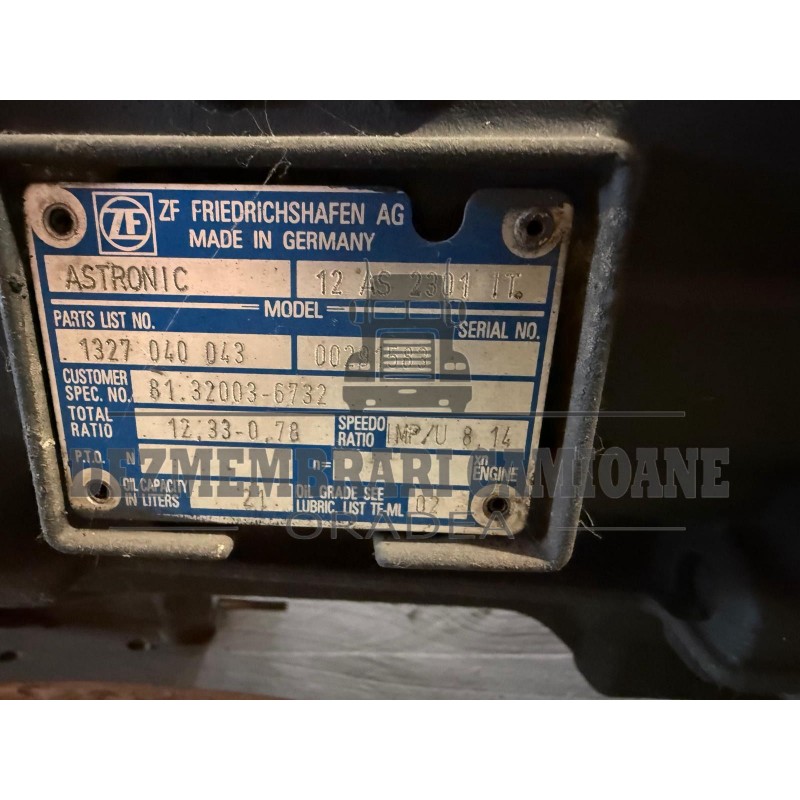 ZF
ZF FRIEDRICHSHAFEN AG
MADE IN GERMANY
ASTRONIC 12 AS 2301 IT.
MODEL
PARTS LIST NO. SERIAL NO.
1327 040 043
CUSTOMER SPEC. NO. 81.32003-6732
TOTAL RATIO 12,33-0,78 SPEEDO RATIO MP/U 8,14
P.T.O. N n= XN ENGINE
DEZMEMBRARI CAMIOANE
OIL CAPACITY IN LITERS 21 OIL GRADE SEE LUBRIC. LIST TE-ML 02
ORADEA